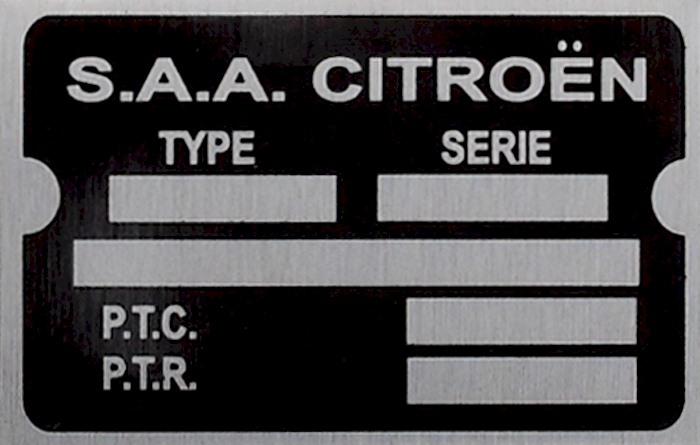 S.A.A. CITROËN
TYPE SERIE
P.T.C.
P.T.R.